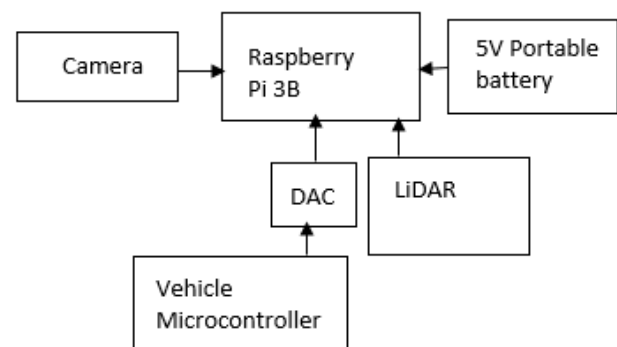 Camera
Raspberry
Pi 3B
5V Portable
battery
DAC
LiDAR
Vehicle
Microcontroller